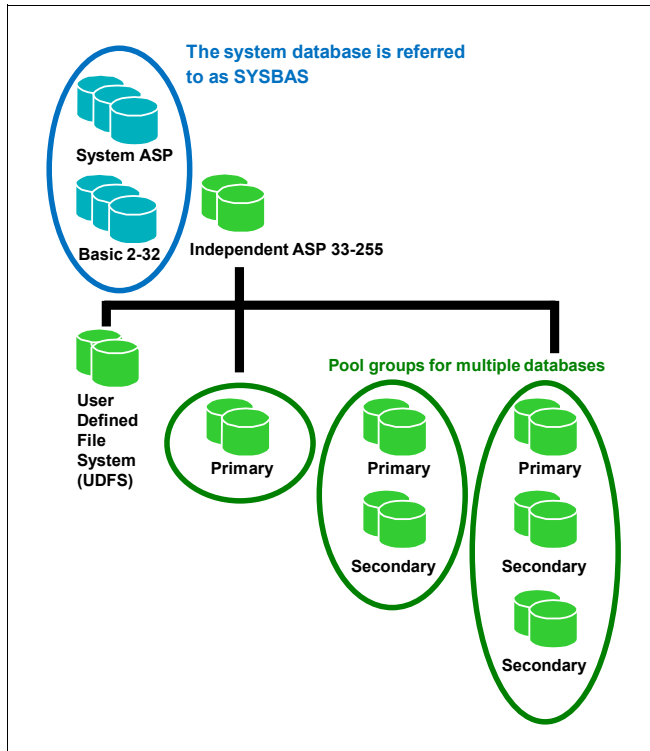 The system database is referred
to as SYSBAS
System ASP
Basic 2-32
Independent ASP 33-255
User
Defined
File
System
(UDFS)
Pool groups for multiple databases
Primary
Primary
Secondary
Primary
Secondary
Secondary